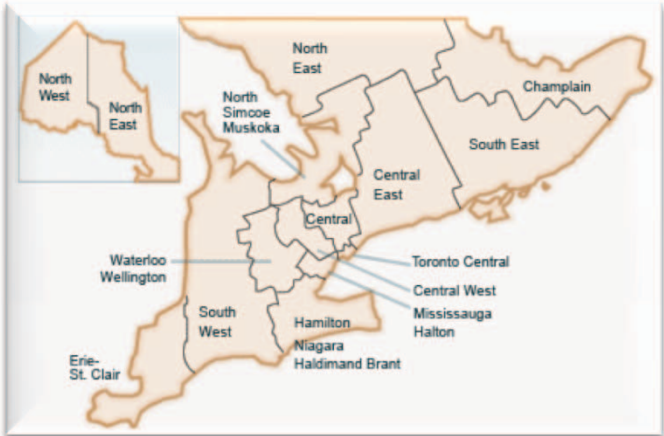 North
West
North
East
North
East
North
Simcoe
Muskoka
Champlain
South East
Central
East
Central
Waterloo
Wellington
Toronto Central
Central West
Mississauga
Halton
South
West
Hamilton
Niagara
Haldimand Brant
Erie-
St. Clair